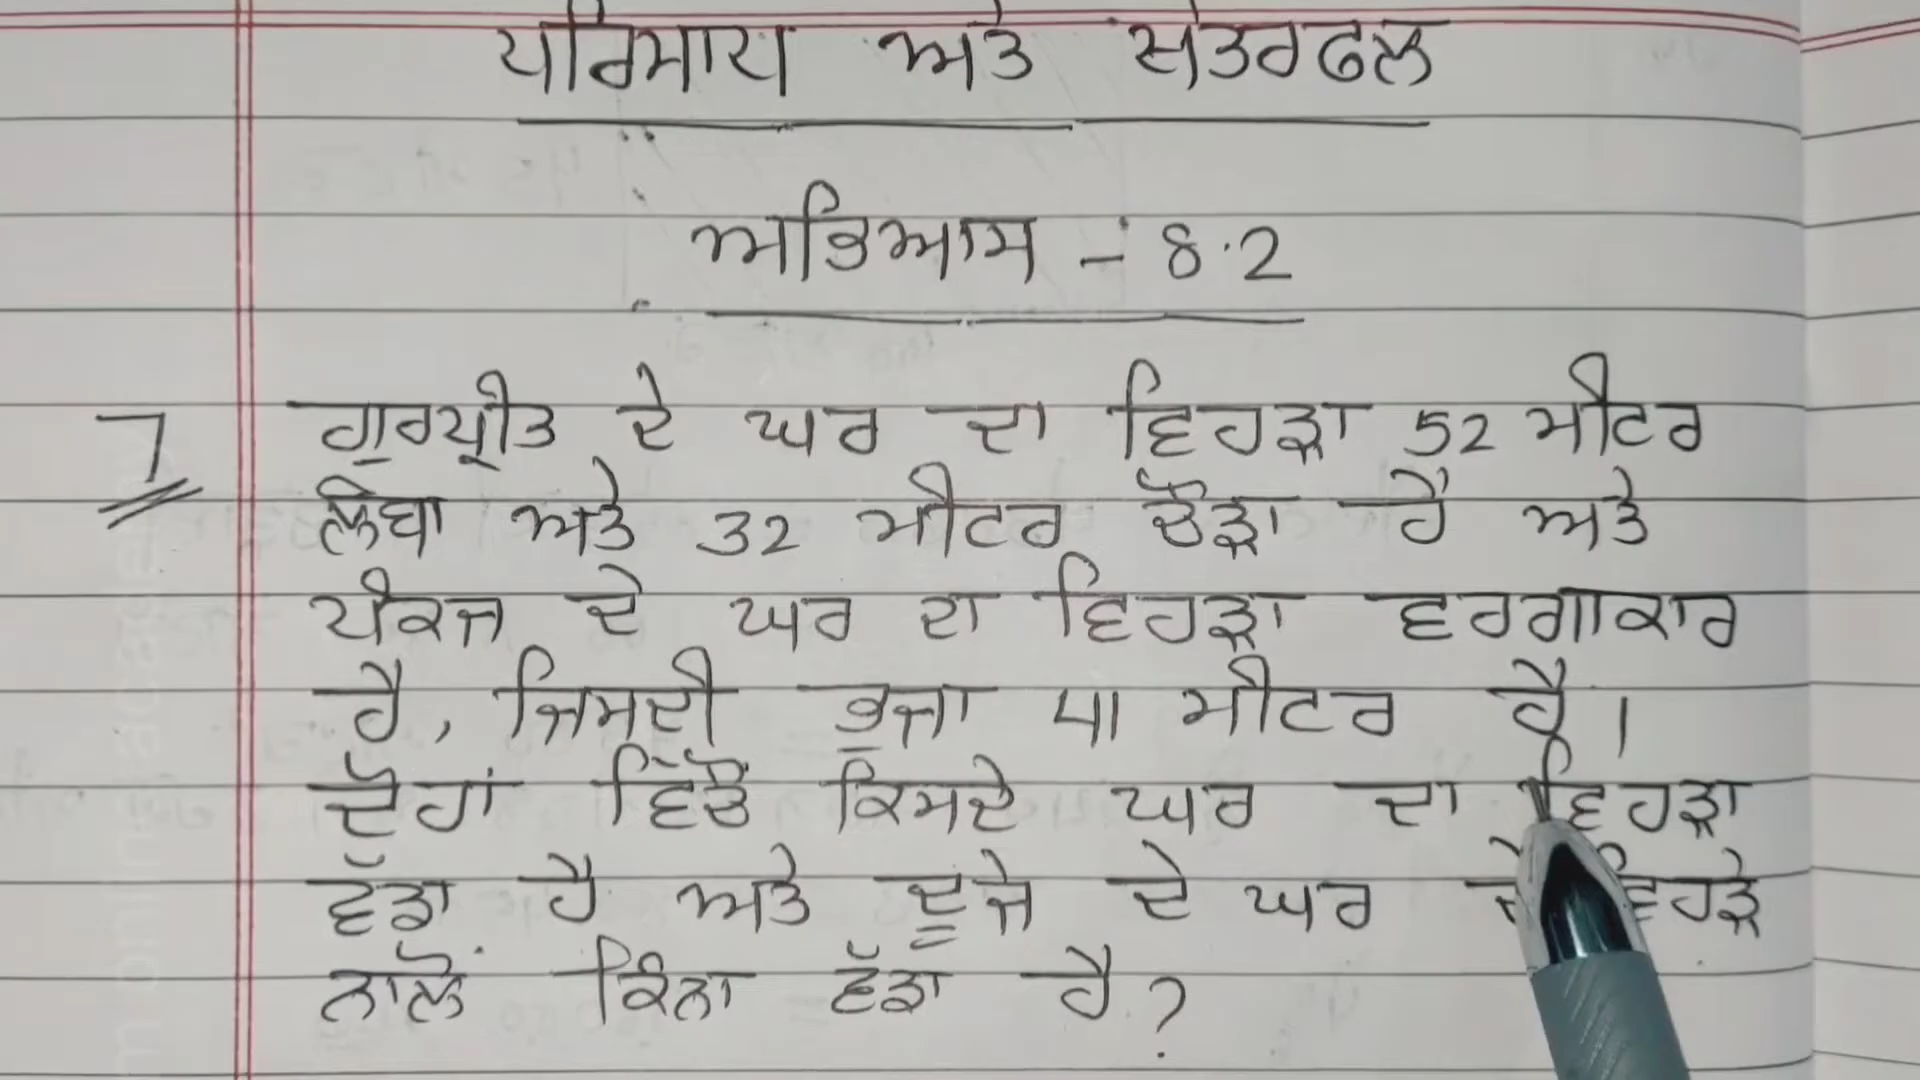 ਪਰਿਮਾਪ ਅਤੇ ਖੇਤਰਫਲ
ਅਭਿਆਸ - 8.2
7 ਗੁਰਪ੍ਰੀਤ ਦੇ ਘਰ ਦਾ ਵਿਹੜਾ 52 ਮੀਟਰ
ਲੰਬਾ ਅਤੇ 32 ਮੀਟਰ ਚੌੜਾ ਹੈ ਅਤੇ
ਪੰਕਜ ਦੇ ਘਰ ਦਾ ਵਿਹੜਾ ਵਰਗਾਕਾਰ
ਹੈ, ਜਿਸਦੀ ਭੁਜਾ 41 ਮੀਟਰ ਹੈ ।
ਦੋਹਾਂ ਵਿੱਚੋਂ ਕਿਸਦੇ ਘਰ ਦਾ ਵਿਹੜਾ
ਵੱਡਾ ਹੈ ਅਤੇ ਦੂਜੇ ਦੇ ਘਰ ਦੇ ਵਿਹੜੇ
ਨਾਲੋਂ ਕਿੰਨਾ ਵੱਡਾ ਹੈ?